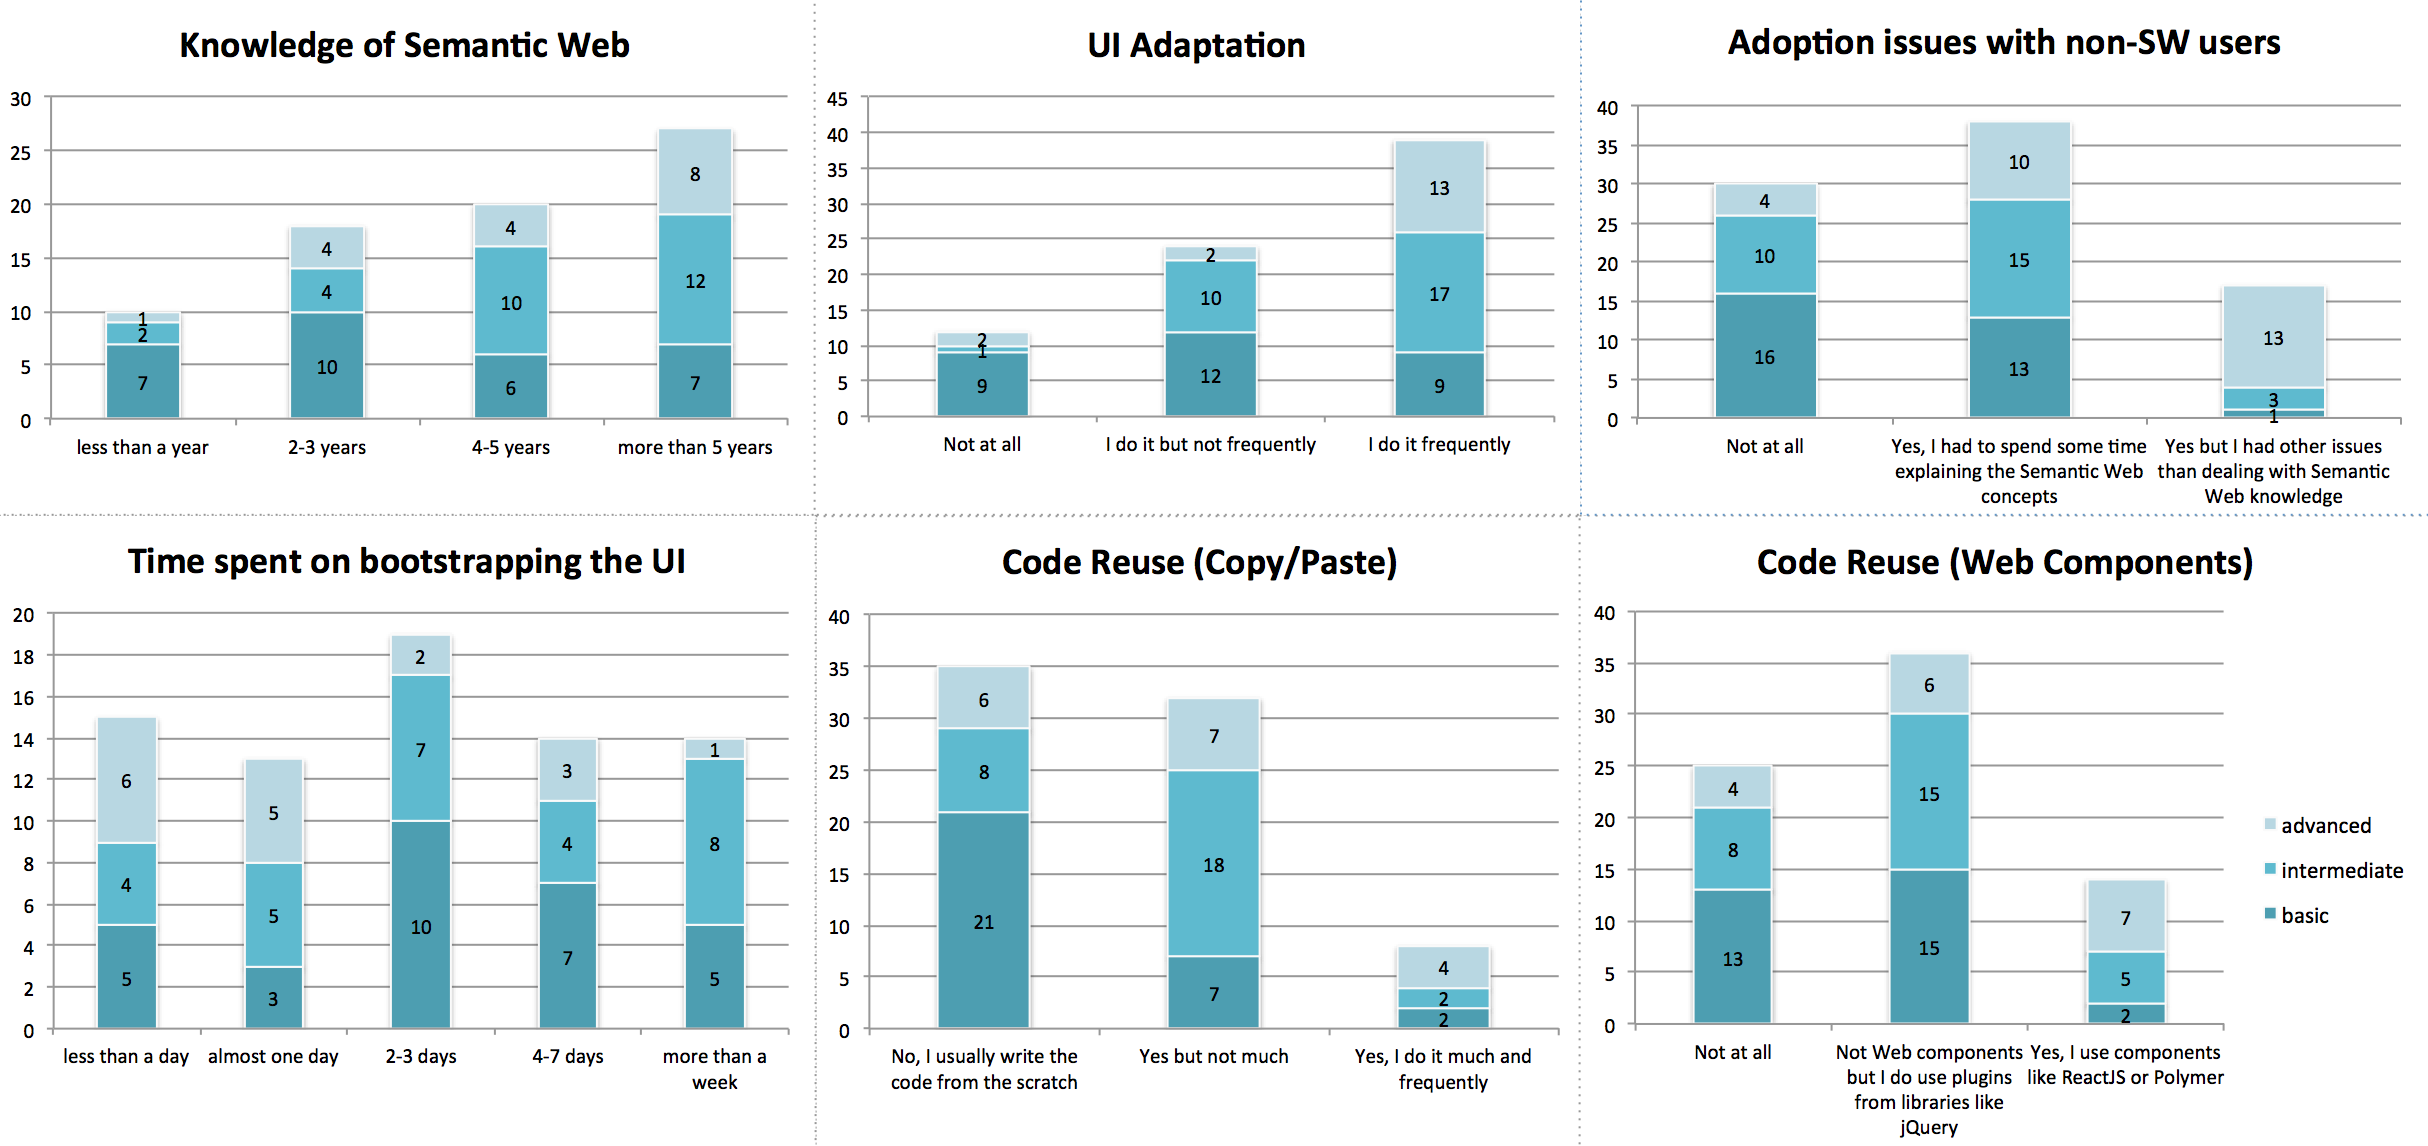 Knowledge of Semantic Web
30
25
20
15
10
5
0
1
2
7
4
4
10
4
10
6
8
12
7
less than a year
2-3 years
4-5 years
more than 5 years
UI Adaptation
45
40
35
30
25
20
15
10
5
0
2
1
9
2
10
12
13
17
9
Not at all
I do it but not frequently
I do it frequently
Adoption issues with non-SW users
40
35
30
25
20
15
10
5
0
4
10
16
10
15
13
13
3
1
Not at all
Yes, I had to spend some time
explaining the Semantic Web
concepts
Yes but I had other issues
than dealing with Semantic
Web knowledge
Time spent on bootstrapping the UI
20
18
16
14
12
10
8
6
4
2
0
6
4
5
5
5
3
2
7
10
3
4
7
1
8
5
less than a day
almost one day
2-3 days
4-7 days
more than a
week
Code Reuse (Copy/Paste)
40
35
30
25
20
15
10
5
0
6
8
21
7
18
7
4
2
2
No, I usually write the
code from the scratch
Yes but not much
Yes, I do it much and
frequently
Code Reuse (Web Components)
40
35
30
25
20
15
10
5
0
4
8
13
6
15
15
7
5
2
Not at all
Not Web components
but I do use plugins
from libraries like
jQuery
Yes, I use components
like ReactJS or Polymer
advanced
intermediate
basic